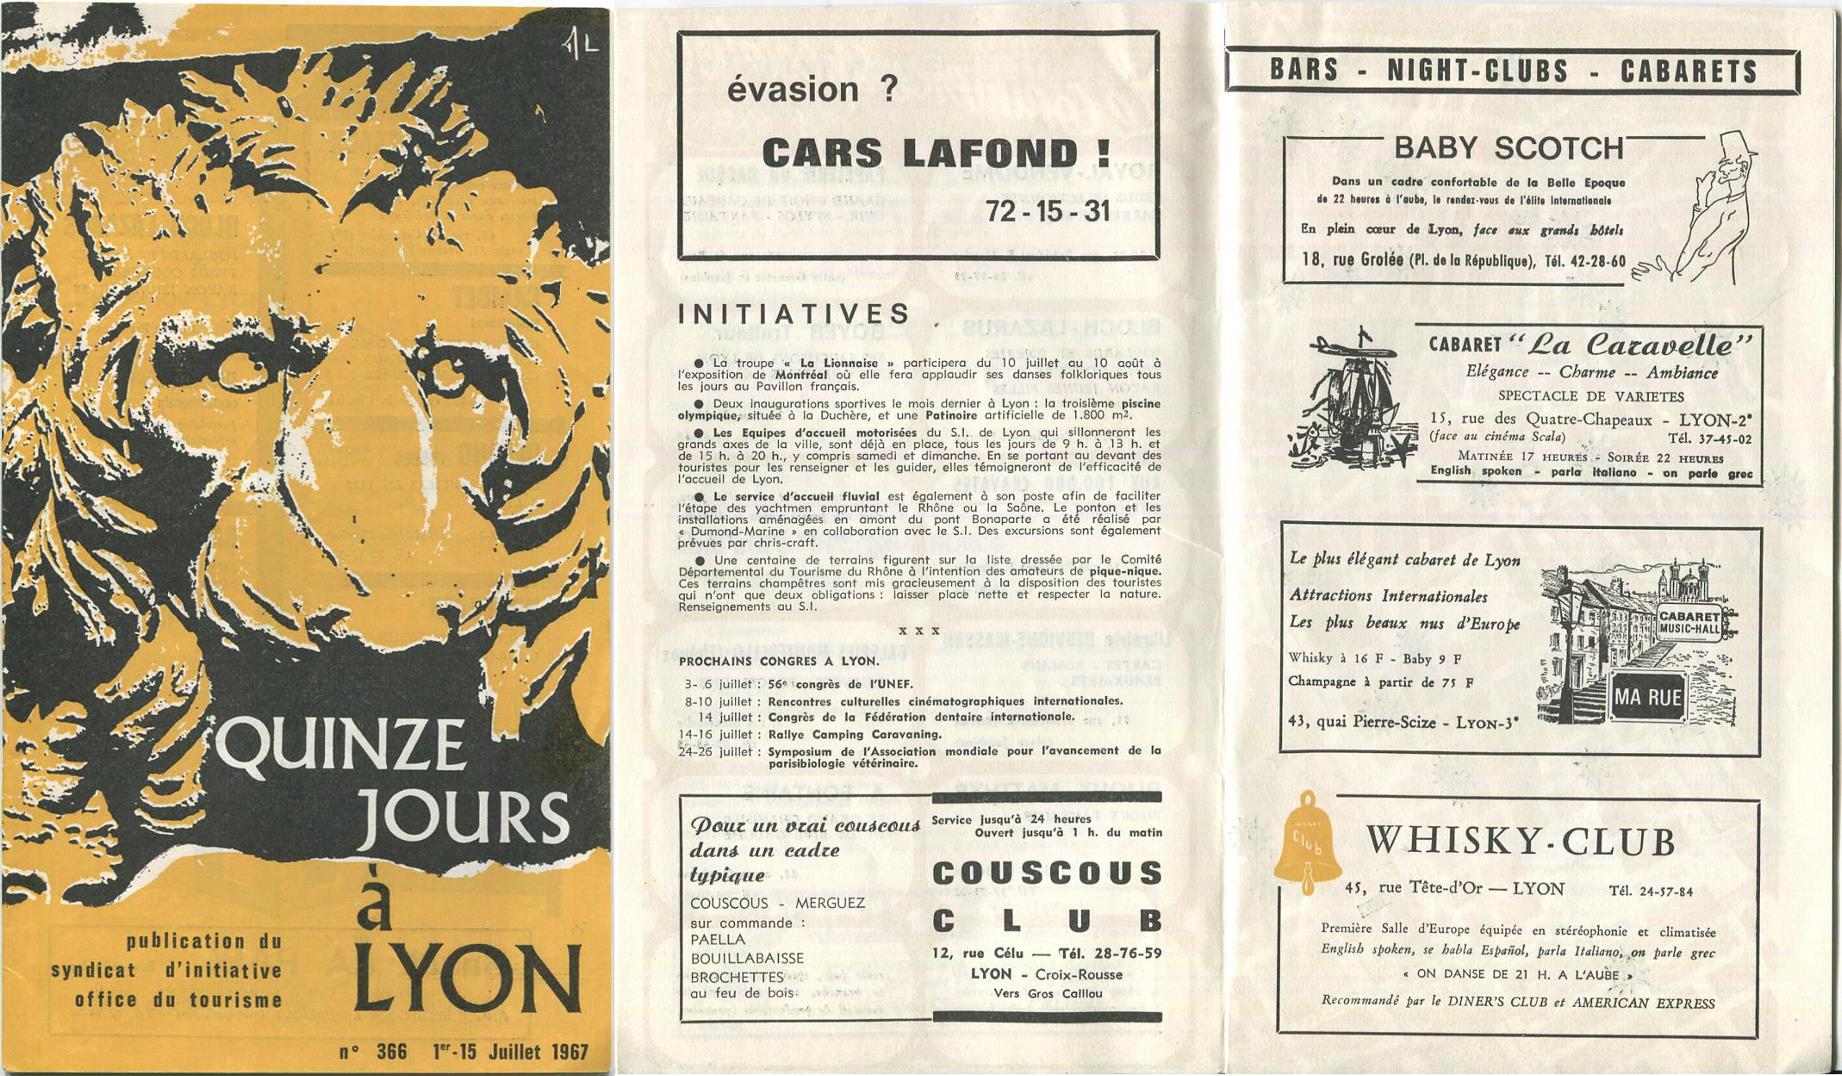 AL
QUINZE
JOURS
à
LYON
publication du
syndicat d'initiative
office du tourisme
n° 366 1er-15 Juillet 1967
évasion ?
CARS LAFOND !
72-15-31
INITIATIVES
● La troupe « La Lionnaise » participera du 10 juillet au 10 août à
l'exposition de Montréal où elle fera applaudir ses danses folkloriques tous
les jours au Pavillon français.
● Deux inaugurations sportives le mois dernier à Lyon : la troisième piscine
olympique, située à la Duchère, et une Patinoire artificielle de 1.800 m².
● Les Equipes d'accueil motorisées du S.I. de Lyon qui sillonneront les
grands axes de la ville, sont déjà en place, tous les jours de 9 h. à 13 h. et
de 15 h. à 20 h., y compris samedi et dimanche. En se portant au devant des
touristes pour les renseigner et les guider, elles témoigneront de l'efficacité de
l'accueil de Lyon.
● Le service d'accueil fluvial est également à son poste afin de faciliter
l'étape des yachtmen empruntant le Rhône ou la Saône. Le ponton et les
installations aménagées en amont du pont Bonaparte a été réalisé par
« Dumond-Marine » en collaboration avec le S.I. Des excursions sont également
prévues par chris-craft.
● Une centaine de terrains figurent sur la liste dressée par le Comité
Départemental du Tourisme du Rhône à l'intention des amateurs de pique-nique.
Ces terrains champêtres sont mis gracieusement à la disposition des touristes
qui n'ont que deux obligations : laisser place nette et respecter la nature.
Renseignements au S.I.
x x x
PROCHAINS CONGRES A LYON.
3- 6 juillet : 56e congrès de l'UNEF.
8-10 juillet : Rencontres culturelles cinématographiques internationales.
14 juillet : Congrès de la Fédération dentaire internationale.
14-16 juillet : Rallye Camping Caravaning.
24-26 juillet : Symposium de l'Association mondiale pour l'avancement de la
parisibiologie vétérinaire.
Pour un vrai couscous
dans un cadre
typique
COUSCOUS - MERGUEZ
sur commande :
PAELLA
BOUILLABAISSE
BROCHETTES
au feu de bois
Service jusqu'à 24 heures
Ouvert jusqu'à 1 h. du matin
COUSCOUS
CLUB
12, rue Célu — Tél. 28-76-59
LYON - Croix-Rousse
Vers Gros Caillou
BARS - NIGHT-CLUBS - CABARETS
BABY SCOTCH
Dans un cadre confortable de la Belle Epoque
de 22 heures à l'aube, le rendez-vous de l'élite internationale
En plein cœur de Lyon, face aux grands hôtels
18, rue Grolée (Pl. de la République), Tél. 42-28-60
CABARET "La Caravelle"
Elégance -- Charme -- Ambiance
SPECTACLE DE VARIETES
15, rue des Quatre-Chapeaux - LYON-2e
(face au cinéma Scala) Tél. 37-45-02
MATINÉE 17 HEURES - SOIRÉE 22 HEURES
English spoken - parla italiano - on parle grec
Le plus élégant cabaret de Lyon
Attractions Internationales
Les plus beaux nus d'Europe
Whisky à 16 F - Baby 9 F
Champagne à partir de 75 F
43, quai Pierre-Scize - LYON-3e
CABARET
MUSIC-HALL
MA RUE
WHISKY
Club
WHISKY-CLUB
45, rue Tête-d'Or — LYON Tél. 24-57-84
Première Salle d'Europe équipée en stéréophonie et climatisée
English spoken, se habla Español, parla Italiano, on parle grec
« ON DANSE DE 21 H. A L'AUBE »
Recommandé par le DINER'S CLUB et AMERICAN EXPRESS